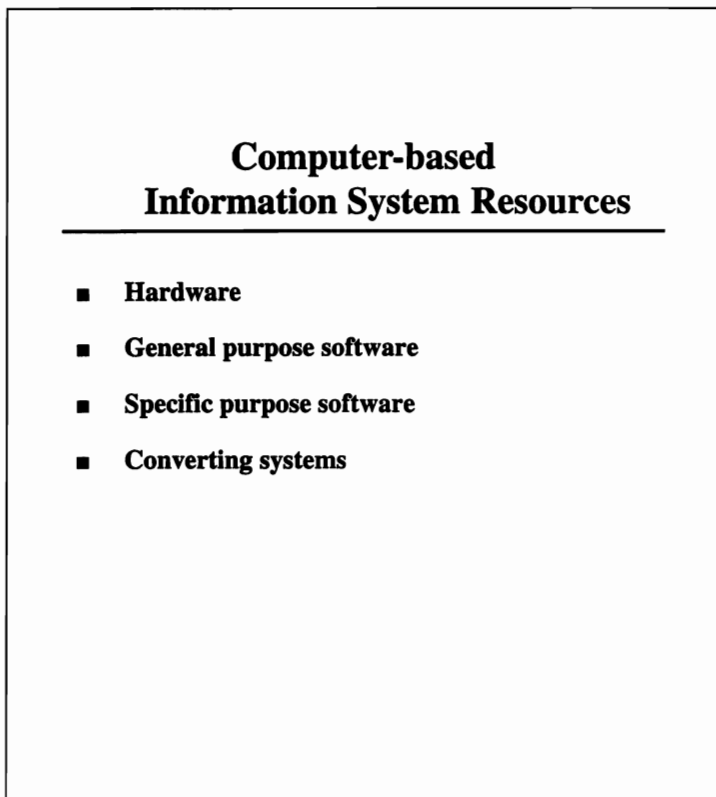 Computer-based
Information System Resources
■ Hardware
■ General purpose software
■ Specific purpose software
■ Converting systems